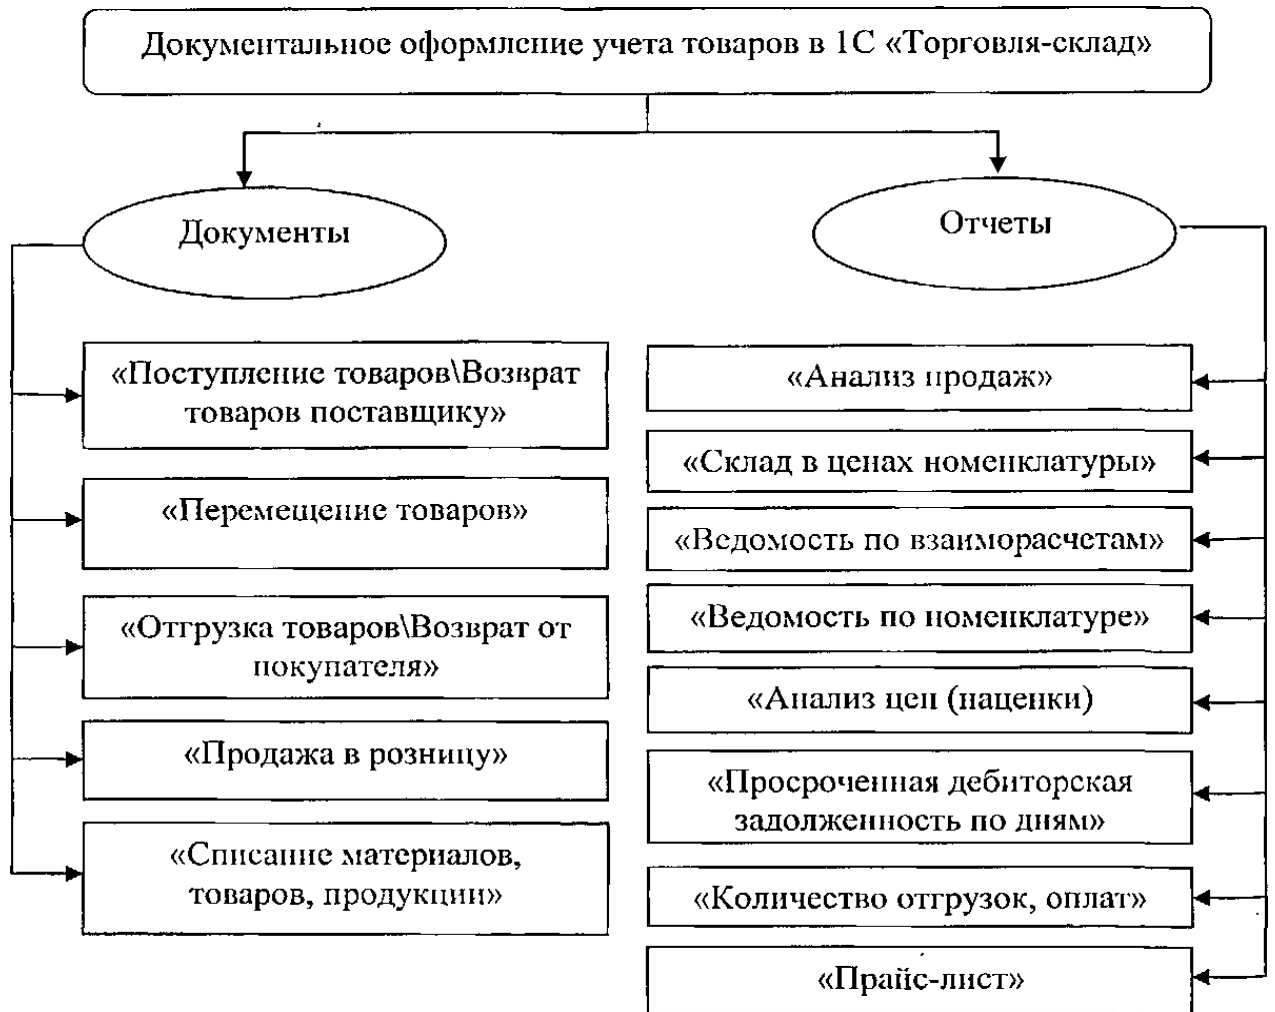 Документальное оформление учета товаров в 1С «Торговля-склад»
Документы
Отчеты
«Поступление товаров\Возврат
товаров поставщику»
«Перемещение товаров»
«Отгрузка товаров\Возврат от
покупателя»
«Продажа в розницу»
«Списание материалов,
товаров, продукции»
«Анализ продаж»
«Склад в ценах номенклатуры»
«Ведомость по взаиморасчетам»
«Ведомость по номенклатуре»
«Анализ цен (наценки)
«Просроченная дебиторская
задолженность по дням»
«Количество отгрузок, оплат»
«Прайс-лист»